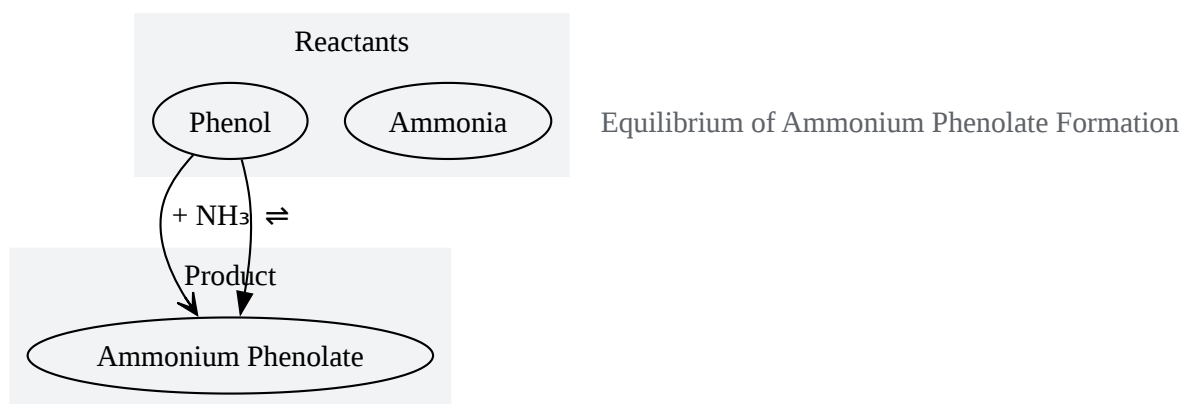 Reactants
Phenol
Ammonia
Equilibrium of Ammonium Phenolate Formation
+ NH₃
⇌
Product
Ammonium Phenolate